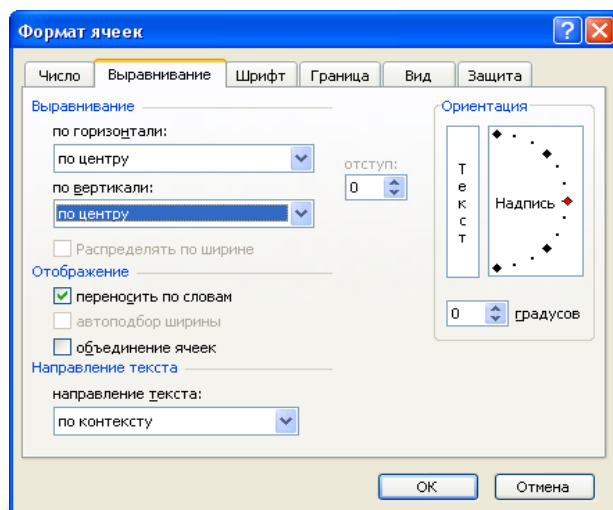 Формат ячеек
Число Выравнивание Шрифт Граница Вид Защита
Выравнивание
по горизонтали:
по центру
отступ:
0
по вертикали:
по центру
Распределять по ширине
Отображение
переносить по словам
автоподбор ширины
объединение ячеек
Направление текста
направление текста:
по контексту
Ориентация
Текст
Надпись
0 градусов
ОК Отмена